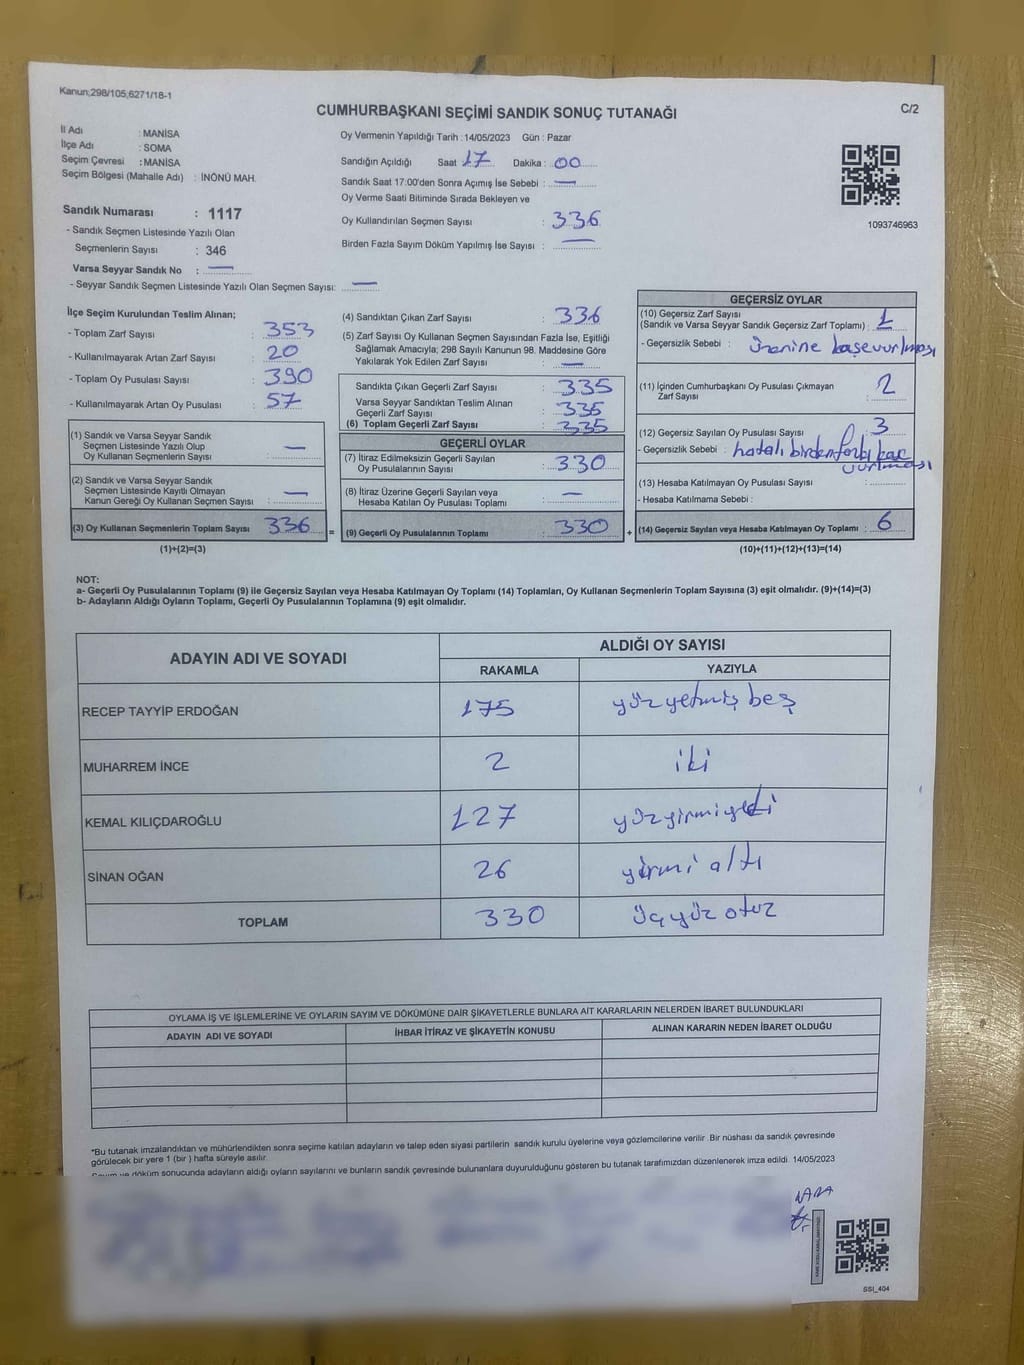 Kanun;298/105,6271/18-1
C/2
CUMHURBAŞKANI SEÇİMİ SANDIK SONUÇ TUTANAĞI
İl Adı : MANİSA
İlçe Adı : SOMA
Seçim Çevresi : MANİSA
Seçim Bölgesi (Mahalle Adı) : İNÖNÜ MAH.
Oy Vermenin Yapıldığı Tarih : 14/05/2023 Gün : Pazar
Sandığın Açıldığı Saat 17 Dakika : 00
Sandık Saat 17:00'den Sonra Açımış İse Sebebi : —
Oy Verme Saati Bitiminde Sırada Bekleyen ve
Oy Kullandırılan Seçmen Sayısı : 336
Birden Fazla Sayım Döküm Yapılmış İse Sayısı : —
1093746963
Sandık Numarası : 1117
- Sandık Seçmen Listesinde Yazılı Olan
Seçmenlerin Sayısı : 346
Varsa Seyyar Sandık No : —
- Seyyar Sandık Seçmen Listesinde Yazılı Olan Seçmen Sayısı: —
İlçe Seçim Kurulundan Teslim Alınan;
- Toplam Zarf Sayısı : 353
- Kullanılmayarak Artan Zarf Sayısı : 20
- Toplam Oy Pusulası Sayısı : 390
- Kullanılmayarak Artan Oy Pusulası : 57
(1) Sandık ve Varsa Seyyar Sandık
Seçmen Listesinde Yazılı Olup
Oy Kullanan Seçmenlerin Sayısı : —
(2) Sandık ve Varsa Seyyar Sandık
Seçmen Listesinde Kayıtlı Olmayan
Kanun Gereği Oy Kullanan Seçmen Sayısı : —
(3) Oy Kullanan Seçmenlerin Toplam Sayısı : 336
(1)+(2)=(3)
(4) Sandıktan Çıkan Zarf Sayısı : 336
(5) Zarf Sayısı Oy Kullanan Seçmen Sayısından Fazla İse, Eşitliği
Sağlamak Amacıyla; 298 Sayılı Kanunun 98. Maddesine Göre
Yakılarak Yok Edilen Zarf Sayısı : —
Sandıkta Çıkan Geçerli Zarf Sayısı : 335
Varsa Seyyar Sandıktan Teslim Alınan
Geçerli Zarf Sayısı : 335
(6) Toplam Geçerli Zarf Sayısı : 335
GEÇERLİ OYLAR
(7) İtiraz Edilmeksizin Geçerli Sayılan
Oy Pusulalarının Sayısı : 330
(8) İtiraz Üzerine Geçerli Sayılan veya
Hesaba Katılan Oy Pusulası Toplamı : —
(9) Geçerli Oy Pusulalarının Toplamı : 330
GEÇERSİZ OYLAR
(10) Geçersiz Zarf Sayısı
(Sandık ve Varsa Seyyar Sandık Geçersiz Zarf Toplamı) : 1
- Geçersizlik Sebebi : üzerine kaşe vurulması
(11) İçinden Cumhurbaşkanı Oy Pusulası Çıkmayan
Zarf Sayısı : 2
(12) Geçersiz Sayılan Oy Pusulası Sayısı : 3
- Geçersizlik Sebebi : hatalı birden fazla kaç
vurılması
(13) Hesaba Katılmayan Oy Pusulası Sayısı :
- Hesaba Katılmama Sebebi :
(14) Geçersiz Sayılan veya Hesaba Katılmayan Oy Toplamı : 6
(10)+(11)+(12)+(13)=(14)
NOT:
a- Geçerli Oy Pusulalarının Toplamı (9) ile Geçersiz Sayılan veya Hesaba Katılmayan Oy Toplamı (14) Toplamları, Oy Kullanan Seçmenlerin Toplam Sayısına (3) eşit olmalıdır. (9)+(14)=(3)
b- Adayların Aldığı Oyların Toplamı, Geçerli Oy Pusulalarının Toplamına (9) eşit olmalıdır.
ADAYIN ADI VE SOYADI ALDIĞI OY SAYISI
RAKAMLA YAZIYLA
RECEP TAYYİP ERDOĞAN 175 yüz yetmiş beş
MUHARREM İNCE 2 iki
KEMAL KILIÇDAROĞLU 127 yüzyirmiyedi
SİNAN OĞAN 26 yirmi altı
TOPLAM 330 üçyüz otuz
OYLAMA İŞ VE İŞLEMLERİNE VE OYLARIN SAYIM VE DÖKÜMÜNE DAİR ŞİKAYETLERLE BUNLARA AİT KARARLARIN NELERDEN İBARET BULUNDUKLARI
ADAYIN ADI VE SOYADI İHBAR İTİRAZ VE ŞİKAYETİN KONUSU ALINAN KARARIN NEDEN İBARET OLDUĞU
*Bu tutanak imzalandıktan ve mühürlendikten sonra seçime katılan adayların ve talep eden siyasi partilerin sandık kurulu üyelerine veya gözlemcilerine verilir .Bir nüshası da sandık çevresinde
görülecek bir yere 1 (bir ) hafta süreyle asılır.
Sayım ve döküm sonucunda adayların aldığı oyların sayılarını ve bunların sandık çevresinde bulunanlara duyurulduğunu gösteren bu tutanak tarafımızdan düzenlenerek imza edildi. 14/05/2023
SSI_404